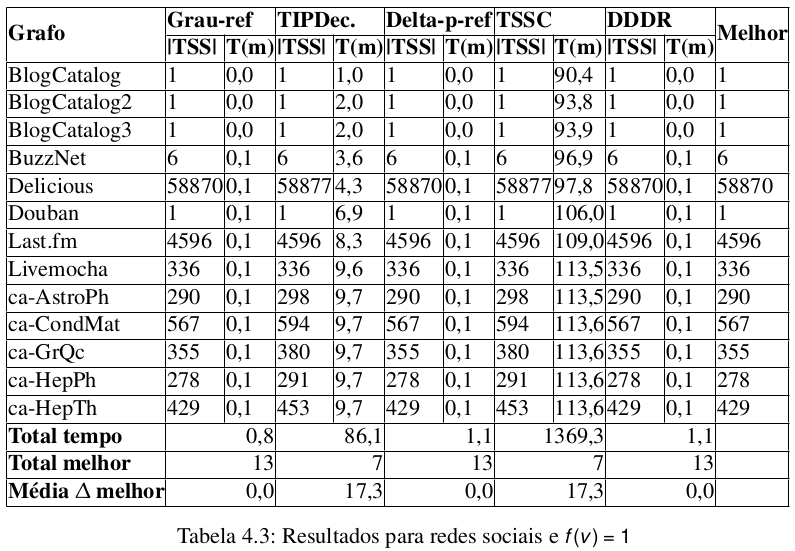 Grafo Grau-ref TIPDec. Delta-p-ref TSSC DDDR Melhor
|TSS| T(m) |TSS| T(m) |TSS| T(m) |TSS| T(m) |TSS| T(m)
BlogCatalog 1 0,0 1 1,0 1 0,0 1 90,4 1 0,0 1
BlogCatalog2 1 0,0 1 2,0 1 0,0 1 93,8 1 0,0 1
BlogCatalog3 1 0,0 1 2,0 1 0,0 1 93,9 1 0,0 1
BuzzNet 6 0,1 6 3,6 6 0,1 6 96,9 6 0,1 6
Delicious 58870 0,1 58877 4,3 58870 0,1 58877 97,8 58870 0,1 58870
Douban 1 0,1 1 6,9 1 0,1 1 106,0 1 0,1 1
Last.fm 4596 0,1 4596 8,3 4596 0,1 4596 109,0 4596 0,1 4596
Livemocha 336 0,1 336 9,6 336 0,1 336 113,5 336 0,1 336
ca-AstroPh 290 0,1 298 9,7 290 0,1 298 113,5 290 0,1 290
ca-CondMat 567 0,1 594 9,7 567 0,1 594 113,6 567 0,1 567
ca-GrQc 355 0,1 380 9,7 355 0,1 380 113,6 355 0,1 355
ca-HepPh 278 0,1 291 9,7 278 0,1 291 113,6 278 0,1 278
ca-HepTh 429 0,1 453 9,7 429 0,1 453 113,6 429 0,1 429
Total tempo 0,8 86,1 1,1 1369,3 1,1
Total melhor 13 7 13 7 13
Média Δ melhor 0,0 17,3 0,0 17,3 0,0
Tabela 4.3: Resultados para redes sociais e f(v) = 1